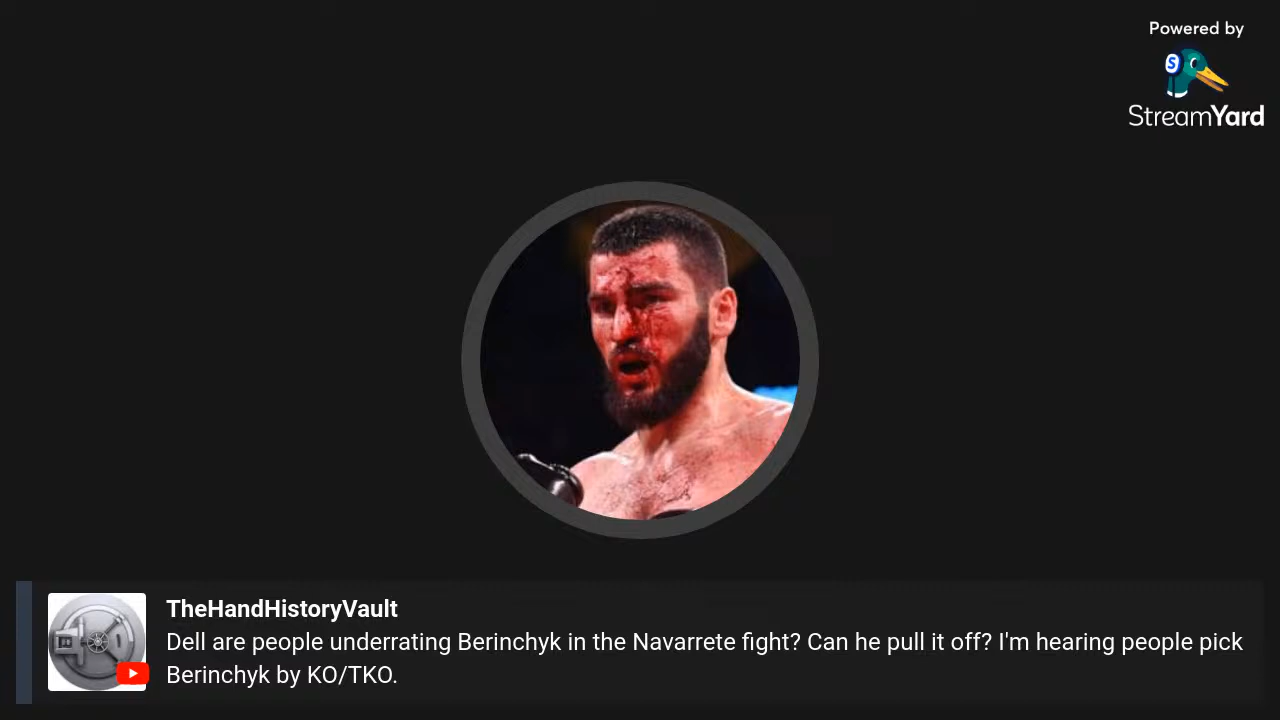 Powered by
S
StreamYard
TheHandHistoryVault
Dell are people underrating Berinchyk in the Navarrete fight? Can he pull it off? I'm hearing people pick
Berinchyk by KO/TKO.